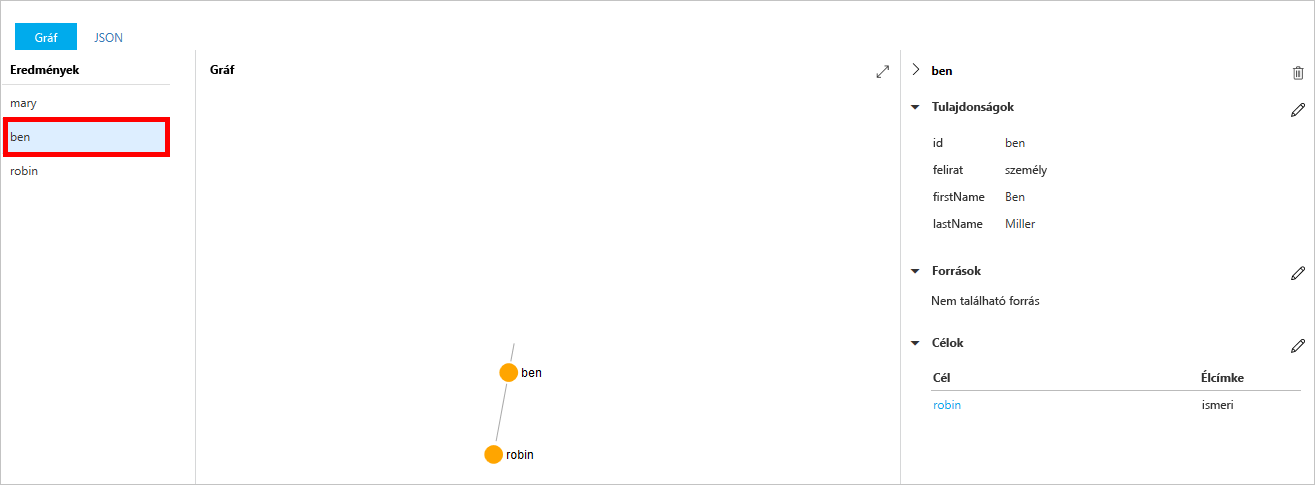 Gráf JSON
Eredmények
mary
ben
robin
Gráf
ben
robin
ben
Tulajdonságok
id ben
felirat személy
firstName Ben
lastName Miller
Források
Nem található forrás
Célok
Cél Élcímke
robin ismeri